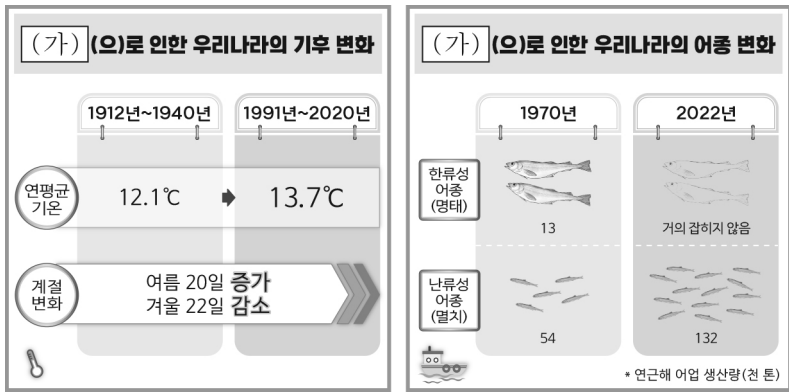 (가) (으)로 인한 우리나라의 기후 변화
1912년~1940년
1991년~2020년
연평균
기온
12.1℃
13.7℃
계절
변화
여름 20일 증가
겨울 22일 감소
(가) (으)로 인한 우리나라의 어종 변화
1970년
2022년
한류성
어종
(명태)
13
거의 잡히지 않음
난류성
어종
(멸치)
54
132
* 연근해 어업 생산량(천 톤)